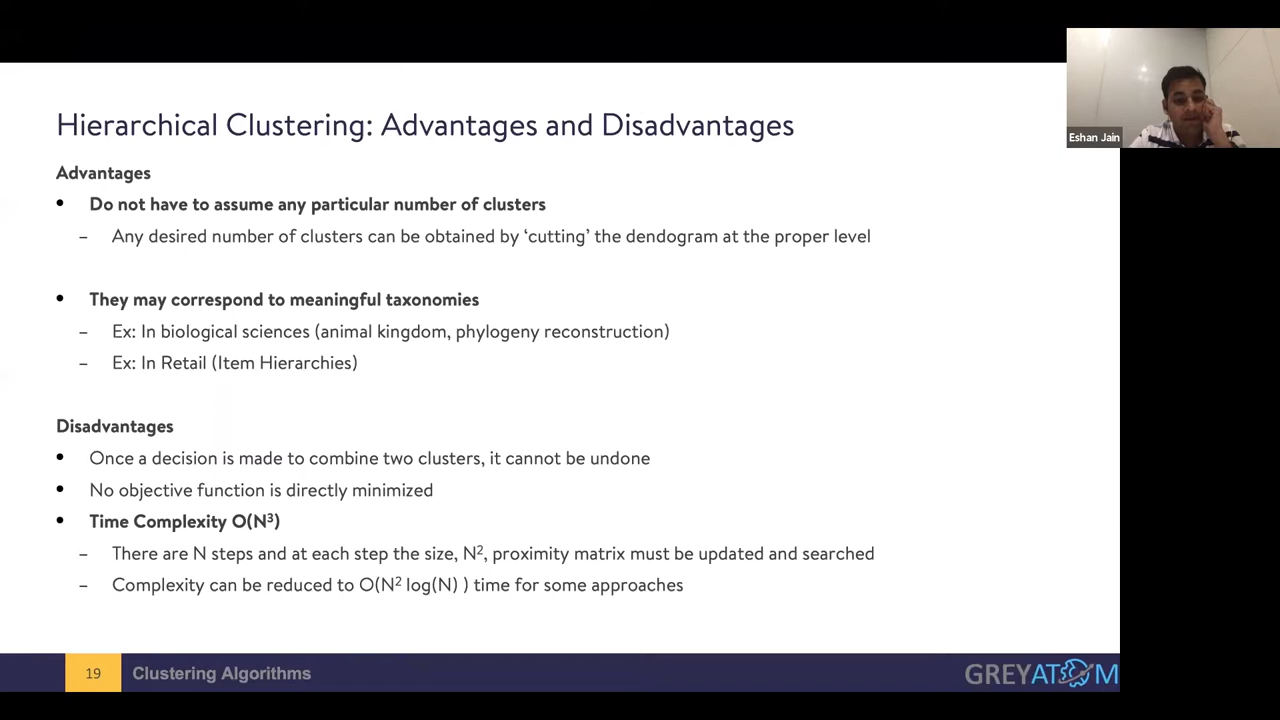 Hierarchical Clustering: Advantages and Disadvantages
Eshan Jain
Advantages
• Do not have to assume any particular number of clusters
– Any desired number of clusters can be obtained by ‘cutting’ the dendogram at the proper level
• They may correspond to meaningful taxonomies
– Ex: In biological sciences (animal kingdom, phylogeny reconstruction)
– Ex: In Retail (Item Hierarchies)
Disadvantages
• Once a decision is made to combine two clusters, it cannot be undone
• No objective function is directly minimized
• Time Complexity O(N³)
– There are N steps and at each step the size, N², proximity matrix must be updated and searched
– Complexity can be reduced to O(N² log(N) ) time for some approaches
19 Clustering Algorithms
GREYATOM